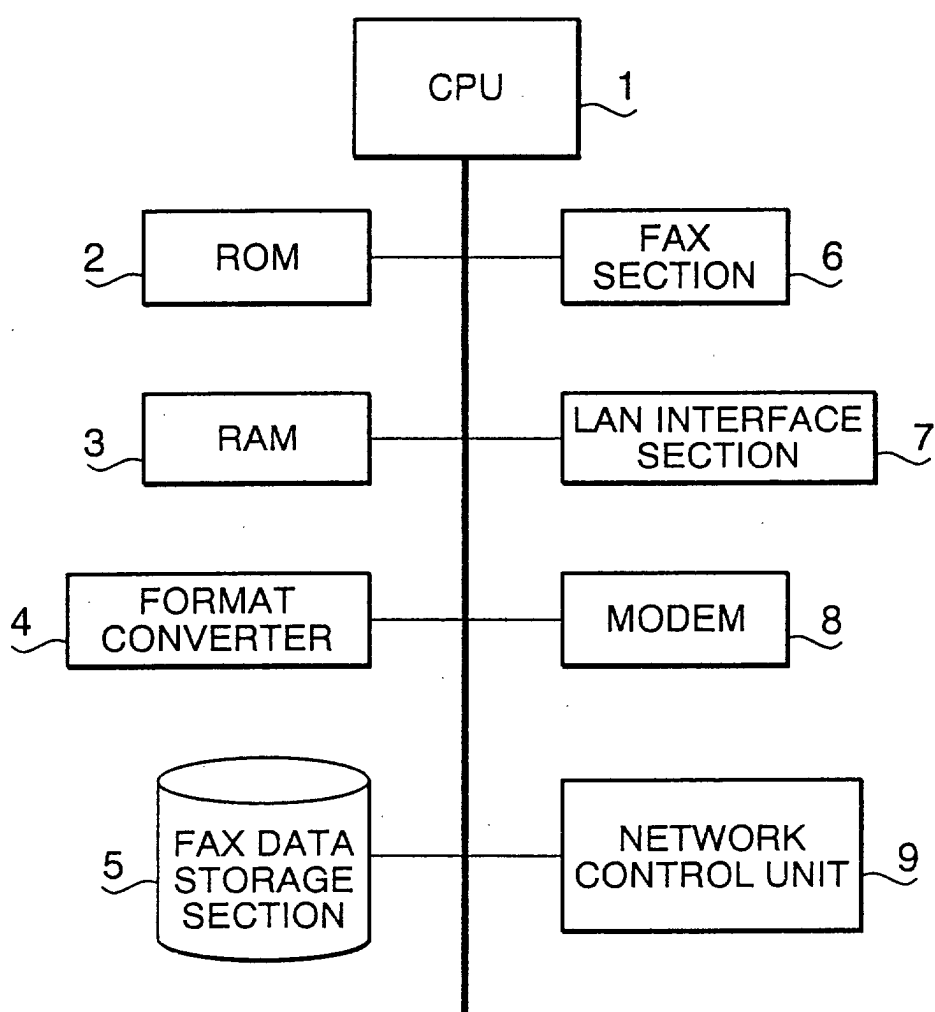 CPU
1
2
ROM
FAX
SECTION
6
3
RAM
LAN INTERFACE
SECTION
7
4
FORMAT
CONVERTER
MODEM
8
5
FAX DATA
STORAGE
SECTION
NETWORK
CONTROL UNIT
9